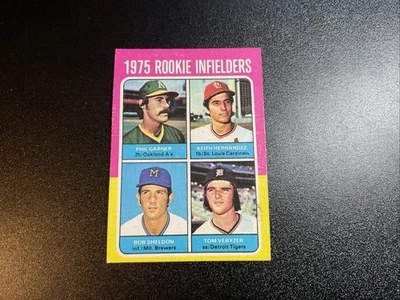 1975 ROOKIE INFIELDERS
PHIL GARNER
KEITH HERNANDEZ
2b/Oakland A's
1b/St. Louis Cardinals
BOB SHELDON
TOM VERYZER
inf./Mil. Brewers
ss/Detroit Tigers